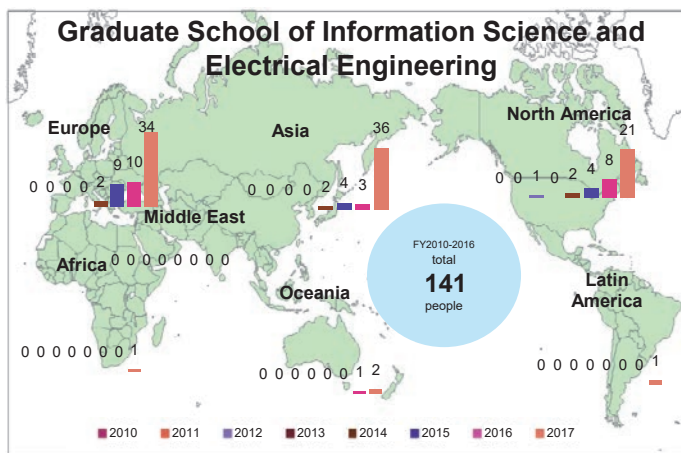 Graduate School of Information Science and
Electrical Engineering
North America
21
Europe
34
Asia
36
9 10
8
0 0 0 0 2
0 0 0 0 2 4 3
0 0 1 0 2 4
Middle East
0 0 0 0 0 0 0 0
Africa
Oceania
FY2010-2016
total
141
people
Latin
America
0 0 0 0 0 0 0 1
0 0 0 0 0 0 1 2
0 0 0 0 0 0 0 1
2010 2011 2012 2013 2014 2015 2016 2017